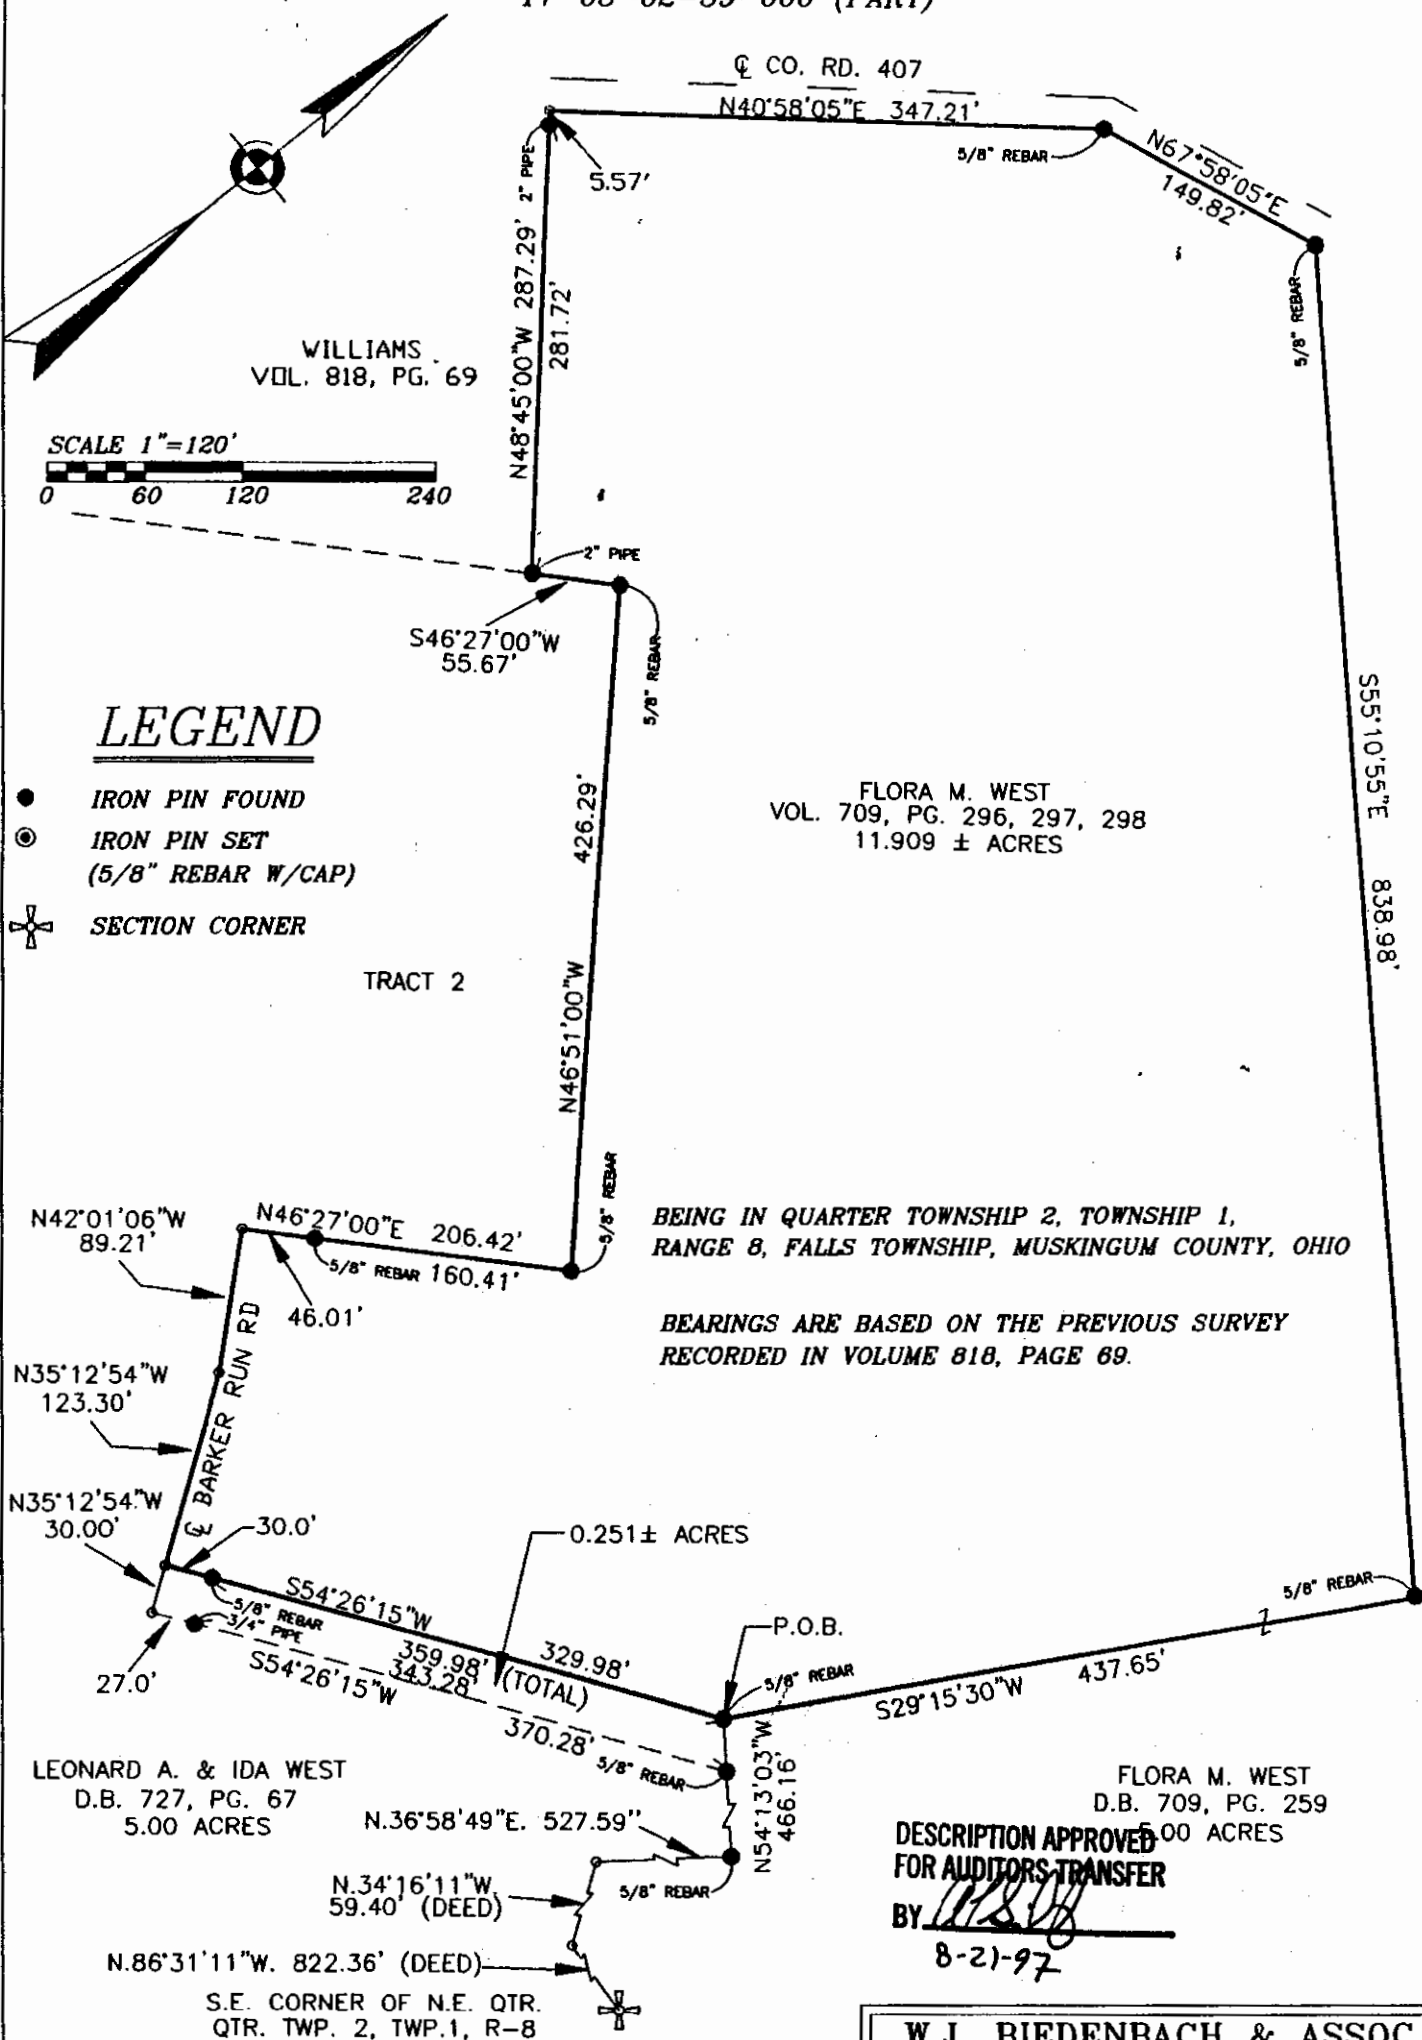 ℄ CO. RD. 407
N40°58'05"E 347.21'
N67°58'05"E
149.82'
5/8" REBAR
5.57'
2" PIPE
N48°45'00"W 287.29'
281.72'
5/8" REBAR
WILLIAMS
VOL. 818, PG. 69
SCALE 1"=120'
0 60 120 240
2" PIPE
S46°27'00"W
55.67'
5/8" REBAR
LEGEND
IRON PIN FOUND
IRON PIN SET
(5/8" REBAR W/CAP)
SECTION CORNER
426.29'
N46°51'00"W
FLORA M. WEST
VOL. 709, PG. 296, 297, 298
11.909 ± ACRES
S55°10'55"E 838.98'
TRACT 2
5/8" REBAR
N42°01'06"W
89.21'
N46°27'00"E 206.42'
5/8" REBAR 160.41'
46.01'
BEING IN QUARTER TOWNSHIP 2, TOWNSHIP 1,
RANGE 8, FALLS TOWNSHIP, MUSKINGUM COUNTY, OHIO
BEARINGS ARE BASED ON THE PREVIOUS SURVEY
RECORDED IN VOLUME 818, PAGE 69.
N35°12'54"W
123.30'
℄ BARKER RUN RD
N35°12'54"W
30.00'
30.0'
0.251± ACRES
S54°26'15"W
5/8" REBAR
3/4" PIPE
359.98' (TOTAL)
329.98'
343.28'
S54°26'15"W
27.0'
370.28'
5/8" REBAR
P.O.B.
5/8" REBAR
5/8" REBAR
S29°15'30"W 437.65'
N54°13'03"W
466.16'
LEONARD A. & IDA WEST
D.B. 727, PG. 67
5.00 ACRES
FLORA M. WEST
D.B. 709, PG. 259
5.00 ACRES
N.36°58'49"E. 527.59''
N.34°16'11"W.
59.40' (DEED)
5/8" REBAR
N.86°31'11"W. 822.36' (DEED)
S.E. CORNER OF N.E. QTR.
QTR. TWP. 2, TWP.1, R-8
DESCRIPTION APPROVED
FOR AUDITORS TRANSFER
BY
8-21-97
W.J. BIEDENBACH & ASSOC